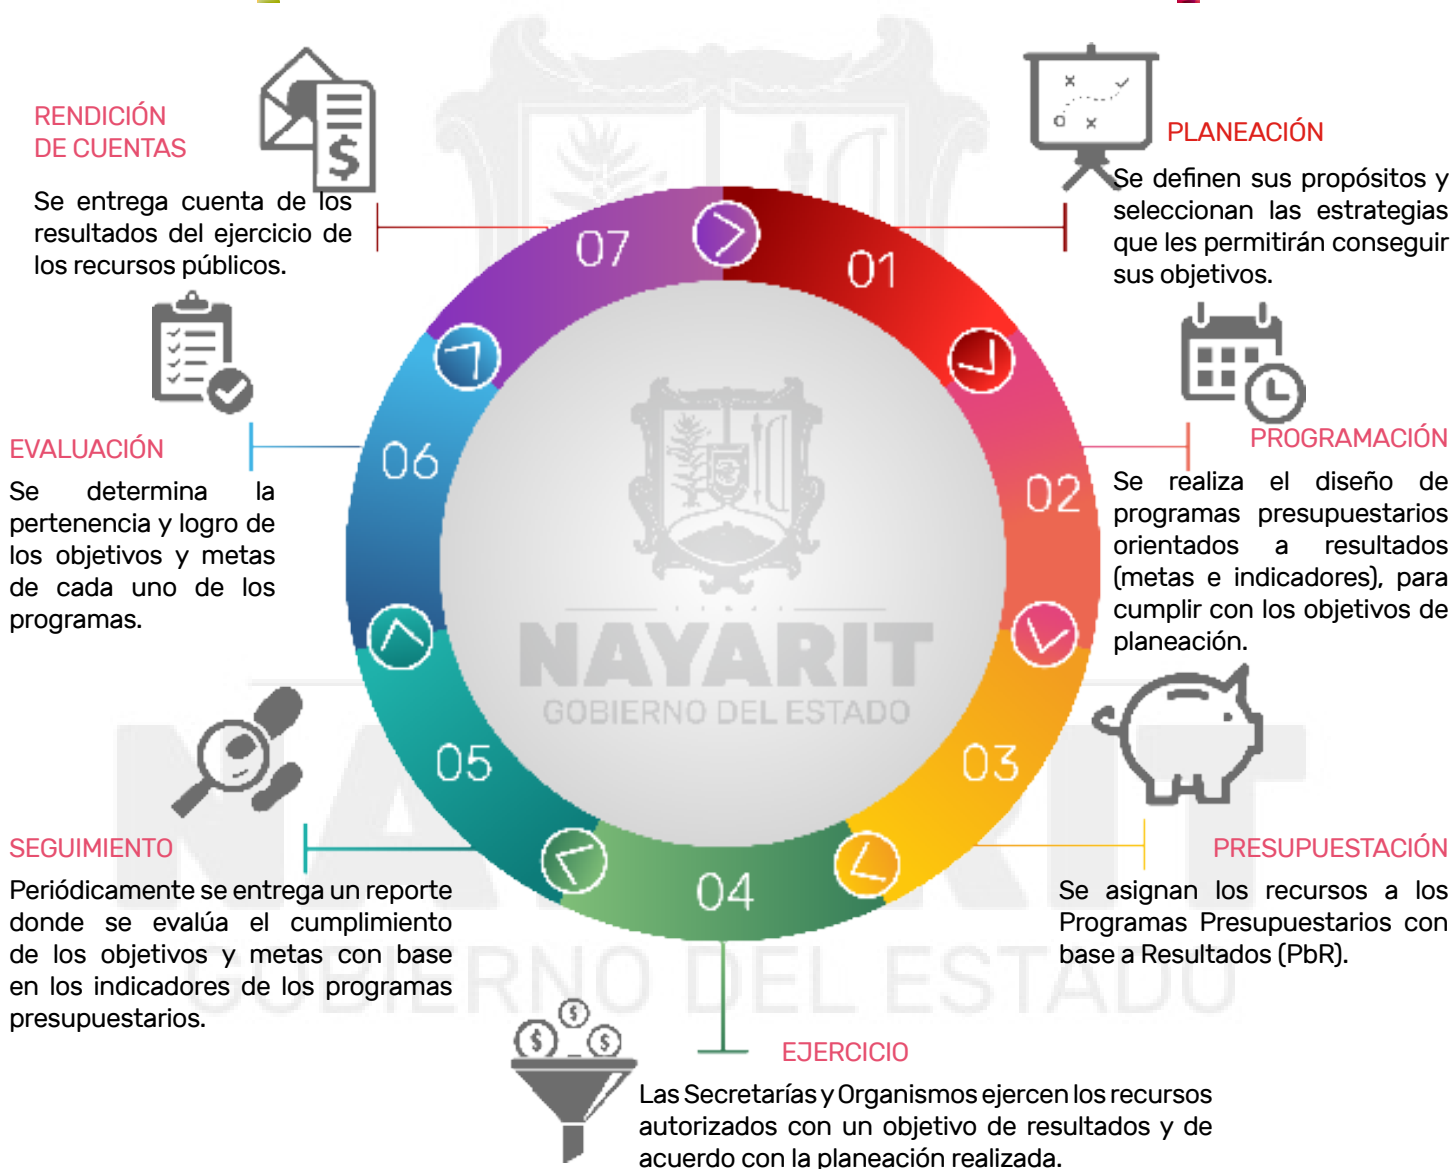 RENDICIÓN
DE CUENTAS
Se entrega cuenta de los
resultados del ejercicio de
los recursos públicos.
PLANEACIÓN
Se definen sus propósitos y
seleccionan las estrategias
que les permitirán conseguir
sus objetivos.
07
01
EVALUACIÓN
Se determina la
pertenencia y logro de
los objetivos y metas
de cada uno de los
programas.
06
02
PROGRAMACIÓN
Se realiza el diseño de
programas presupuestarios
orientados a resultados
(metas e indicadores), para
cumplir con los objetivos de
planeación.
NAYARIT
GOBIERNO DEL ESTADO
05
03
SEGUIMIENTO
Periódicamente se entrega un reporte
donde se evalúa el cumplimiento
de los objetivos y metas con base
en los indicadores de los programas
presupuestarios.
04
PRESUPUESTACIÓN
Se asignan los recursos a los
Programas Presupuestarios con
base a Resultados (PbR).
NAYARIT
GOBIERNO DEL ESTADO
EJERCICIO
Las Secretarías y Organismos ejercen los recursos
autorizados con un objetivo de resultados y de
acuerdo con la planeación realizada.